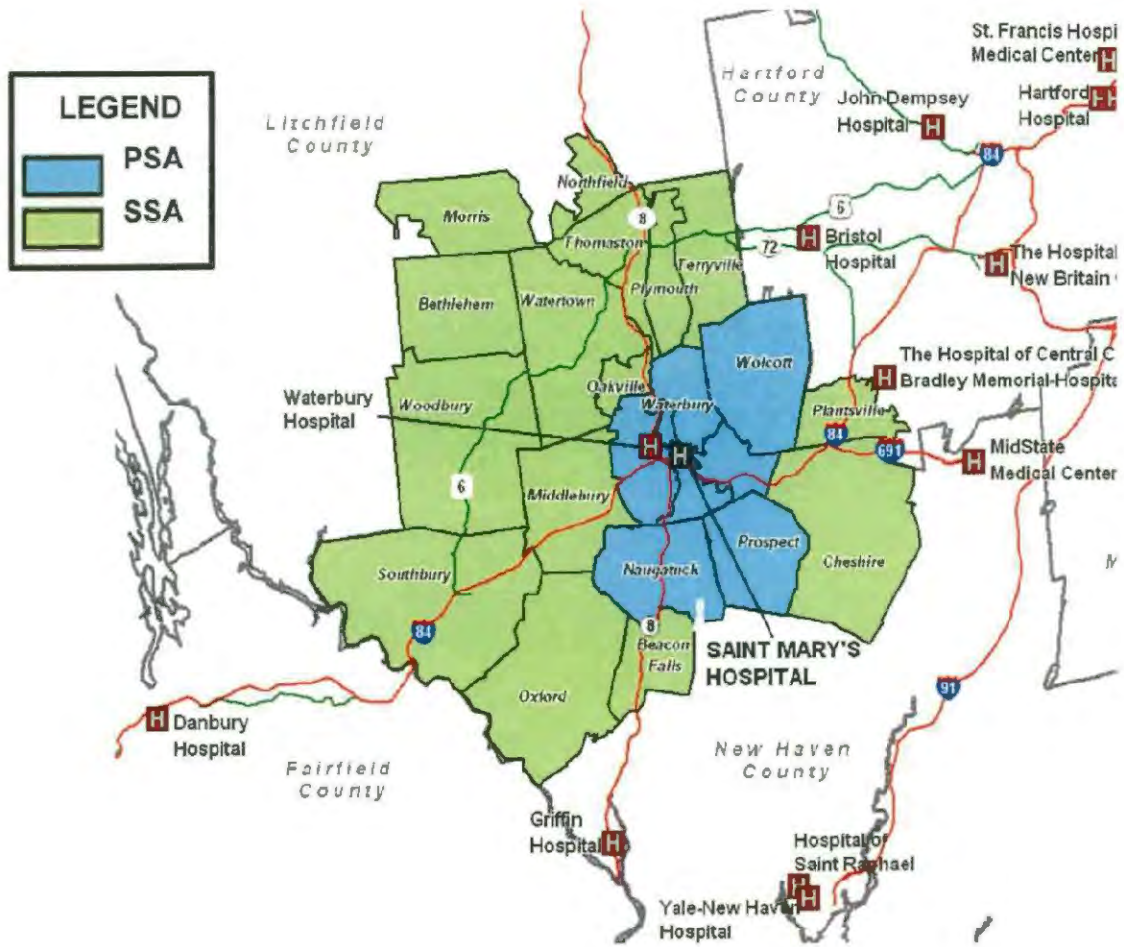 LEGEND
PSA
SSA
Litchfield
County
Hartford
County
St. Francis Hospi
Medical Center
H
John Dempsey
Hospital
H
Hartford
Hospital
H
H
84
Northfield
Morris
8
6
Thomaston
72
H
Bristol
Hospital
Terryville
The Hospital
H
New Britain
Bethlehem
Watertown
Plymouth
Wolcott
The Hospital of Central C
H
Bradley Memorial Hospita
Oakville
Waterbury
Hospital
Woodbury
Waterbury
Plantsville
84
691
H
H
H
MidState
Medical Center
6
Middlebury
Prospect
Cheshire
Southbury
Naugatuck
M
84
8
Beacon
Falls
SAINT MARY'S
HOSPITAL
Oxford
91
H
Danbury
Hospital
Fairfield
County
New Haven
County
Griffin
Hospital
H
Hospital of
Saint Raphael
H
H
Yale-New Haven
Hospital